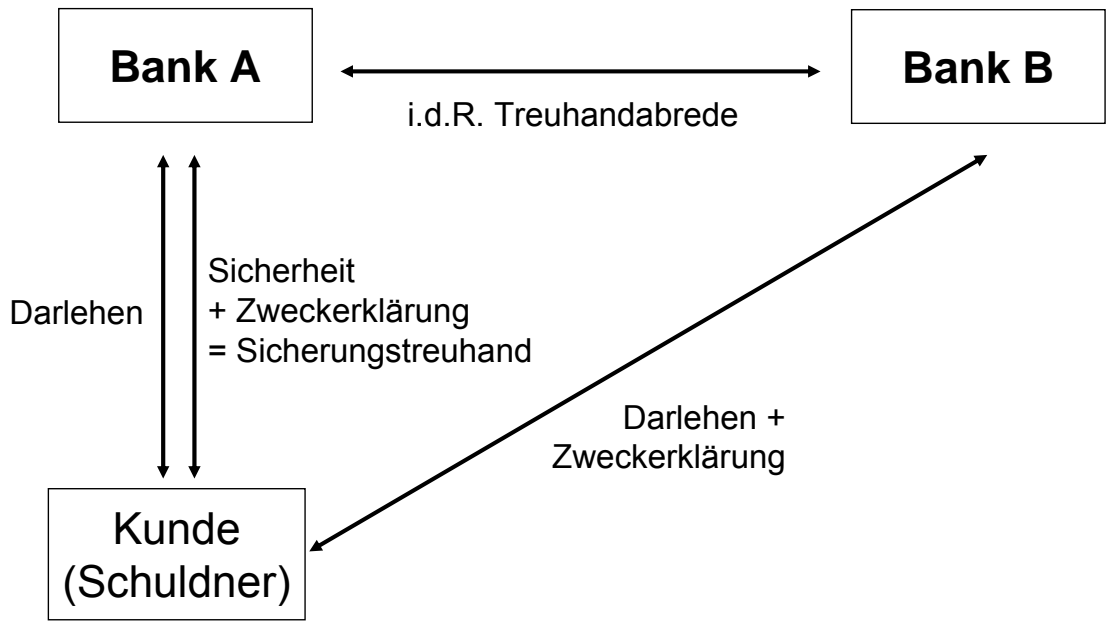 Bank A
Bank B
i.d.R. Treuhandabrede
Darlehen
Sicherheit
+ Zweckerklärung
= Sicherungstreuhand
Darlehen +
Zweckerklärung
Kunde
(Schuldner)